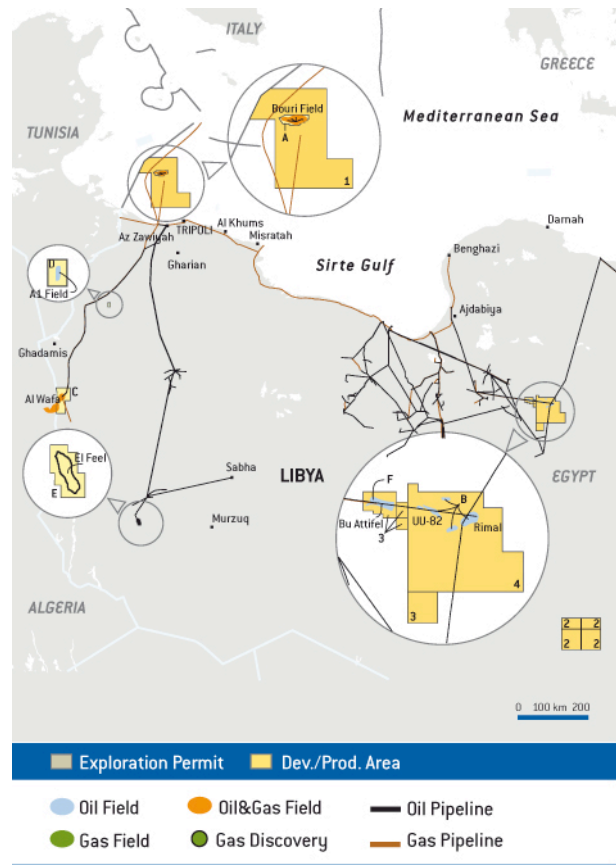 ITALY
GREECE
Bouri Field
A
1
Mediterranean Sea
TUNISIA
Darnah
Az Zawiyah
TRIPOLI
Al Khums
Misratah
Gharian
Sirte Gulf
Benghazi
D
A1 Field
Ajdabiya
Ghadamis
Al Wafa
C
El Feel
E
Sabha
LIBYA
EGYPT
Murzuq
F
B
Bu Attifel
UU-82
Rimal
3
4
3
ALGERIA
2 2
2 2
0 100 km 200
Exploration Permit
Dev./Prod. Area
Oil Field
Oil&Gas Field
Oil Pipeline
Gas Field
Gas Discovery
Gas Pipeline